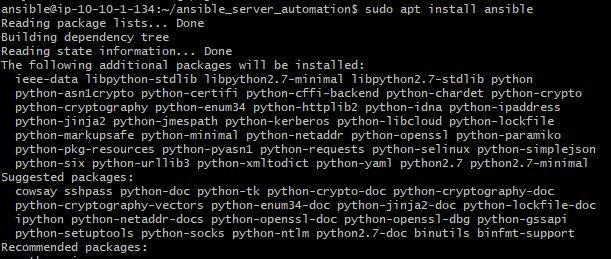 ansible@ip-10-10-1-134:~/ansible_server_automation$ sudo apt install ansible
Reading package lists... Done
Building dependency tree
Reading state information... Done
The following additional packages will be installed:
ieee-data libpython-stdlib libpython2.7-minimal libpython2.7-stdlib python
python-asn1crypto python-certifi python-cffi-backend python-chardet python-crypto
python-cryptography python-enum34 python-httplib2 python-idna python-ipaddress
python-jinja2 python-jmespath python-kerberos python-libcloud python-lockfile
python-markupsafe python-minimal python-netaddr python-openssl python-paramiko
python-pkg-resources python-pyasn1 python-requests python-selinux python-simplejson
python-six python-urllib3 python-xmltodict python-yaml python2.7 python2.7-minimal
Suggested packages:
cowsay sshpass python-doc python-tk python-crypto-doc python-cryptography-doc
python-cryptography-vectors python-enum34-doc python-jinja2-doc python-lockfile-doc
ipython python-netaddr-docs python-openssl-doc python-openssl-dbg python-gssapi
python-setuptools python-socks python-ntlm python2.7-doc binutils binfmt-support
Recommended packages: